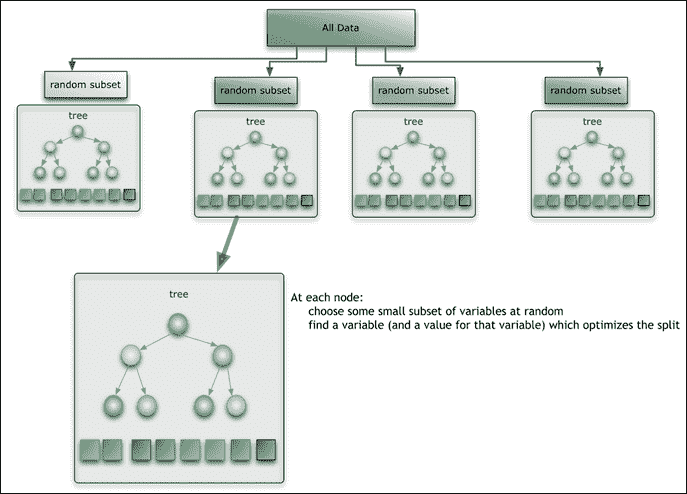 All Data
random subset
random subset
random subset
random subset
tree
tree
tree
tree
tree
At each node:
choose some small subset of variables at random
find a variable (and a value for that variable) which optimizes the split